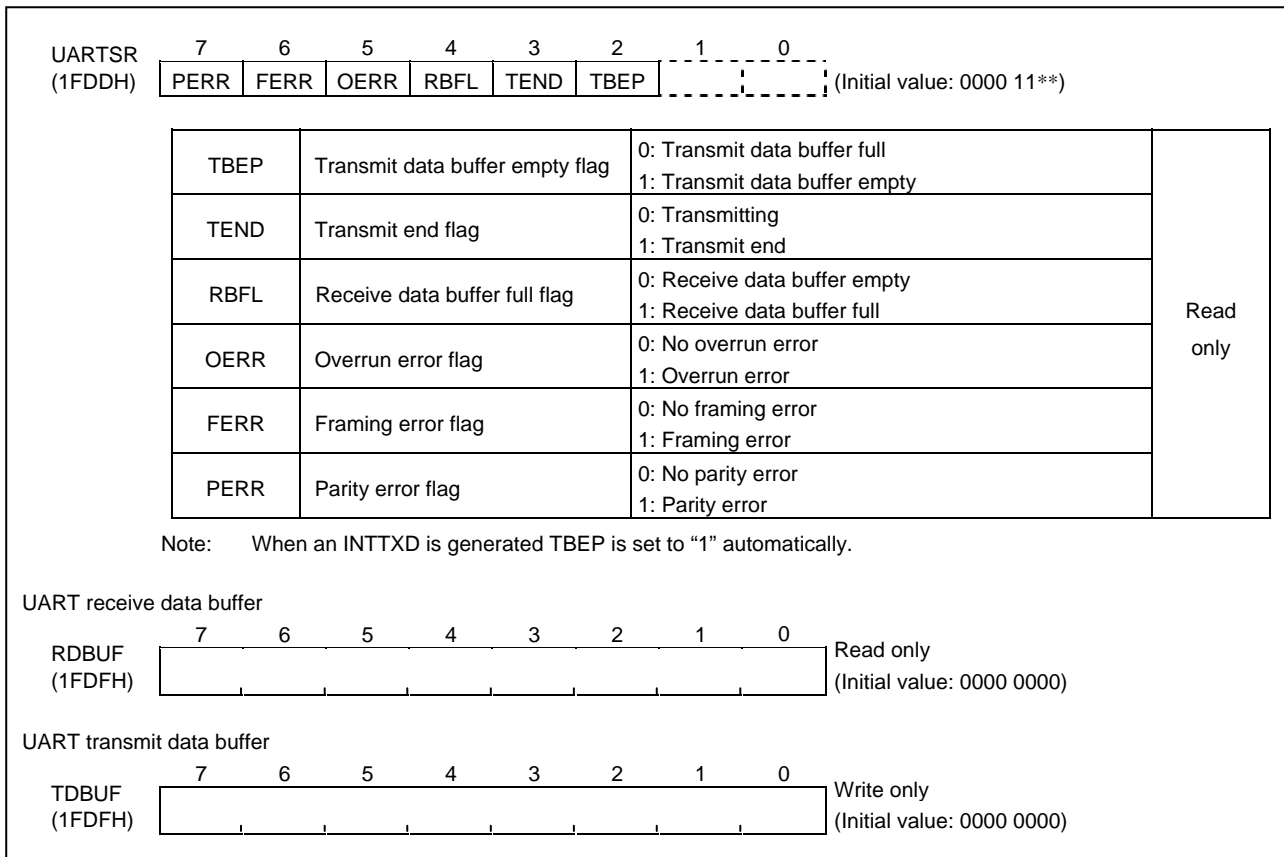 UARTSR 7 6 5 4 3 2 1 0
(1FDDH) PERR FERR OERR RBFL TEND TBEP (Initial value: 0000 11**)
TBEP Transmit data buffer empty flag 0: Transmit data buffer full
1: Transmit data buffer empty
TEND Transmit end flag 0: Transmitting
1: Transmit end
RBFL Receive data buffer full flag 0: Receive data buffer empty
1: Receive data buffer full
Read only
OERR Overrun error flag 0: No overrun error
1: Overrun error
FERR Framing error flag 0: No framing error
1: Framing error
PERR Parity error flag 0: No parity error
1: Parity error
Note: When an INTTXD is generated TBEP is set to “1” automatically.
UART receive data buffer
7 6 5 4 3 2 1 0
RDBUF Read only
(1FDFH) (Initial value: 0000 0000)
UART transmit data buffer
7 6 5 4 3 2 1 0
TDBUF Write only
(1FDFH) (Initial value: 0000 0000)